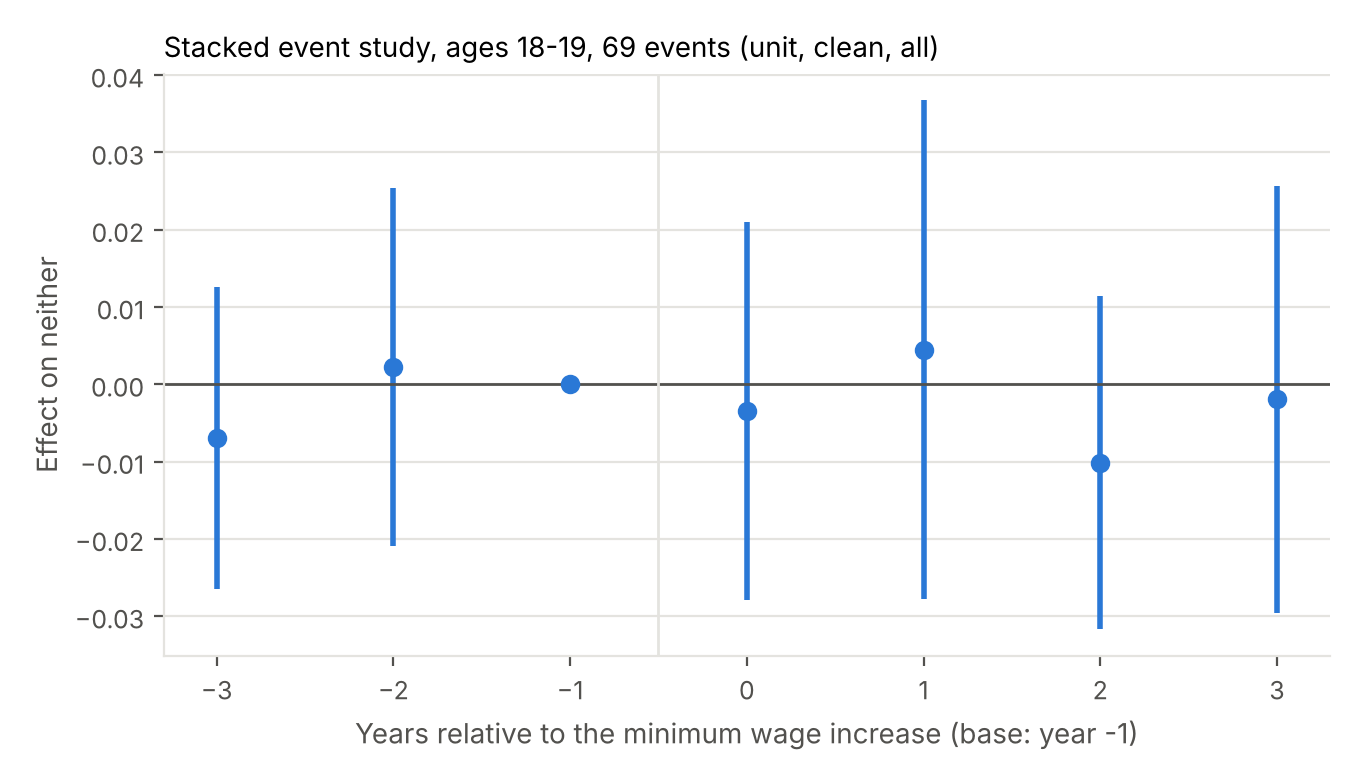 Stacked event study, ages 18-19, 69 events (unit, clean, all)
0.04
0.03
0.02
0.01
0.00
−0.01
−0.02
−0.03
Effect on neither
−3 −2 −1 0 1 2 3
Years relative to the minimum wage increase (base: year -1)